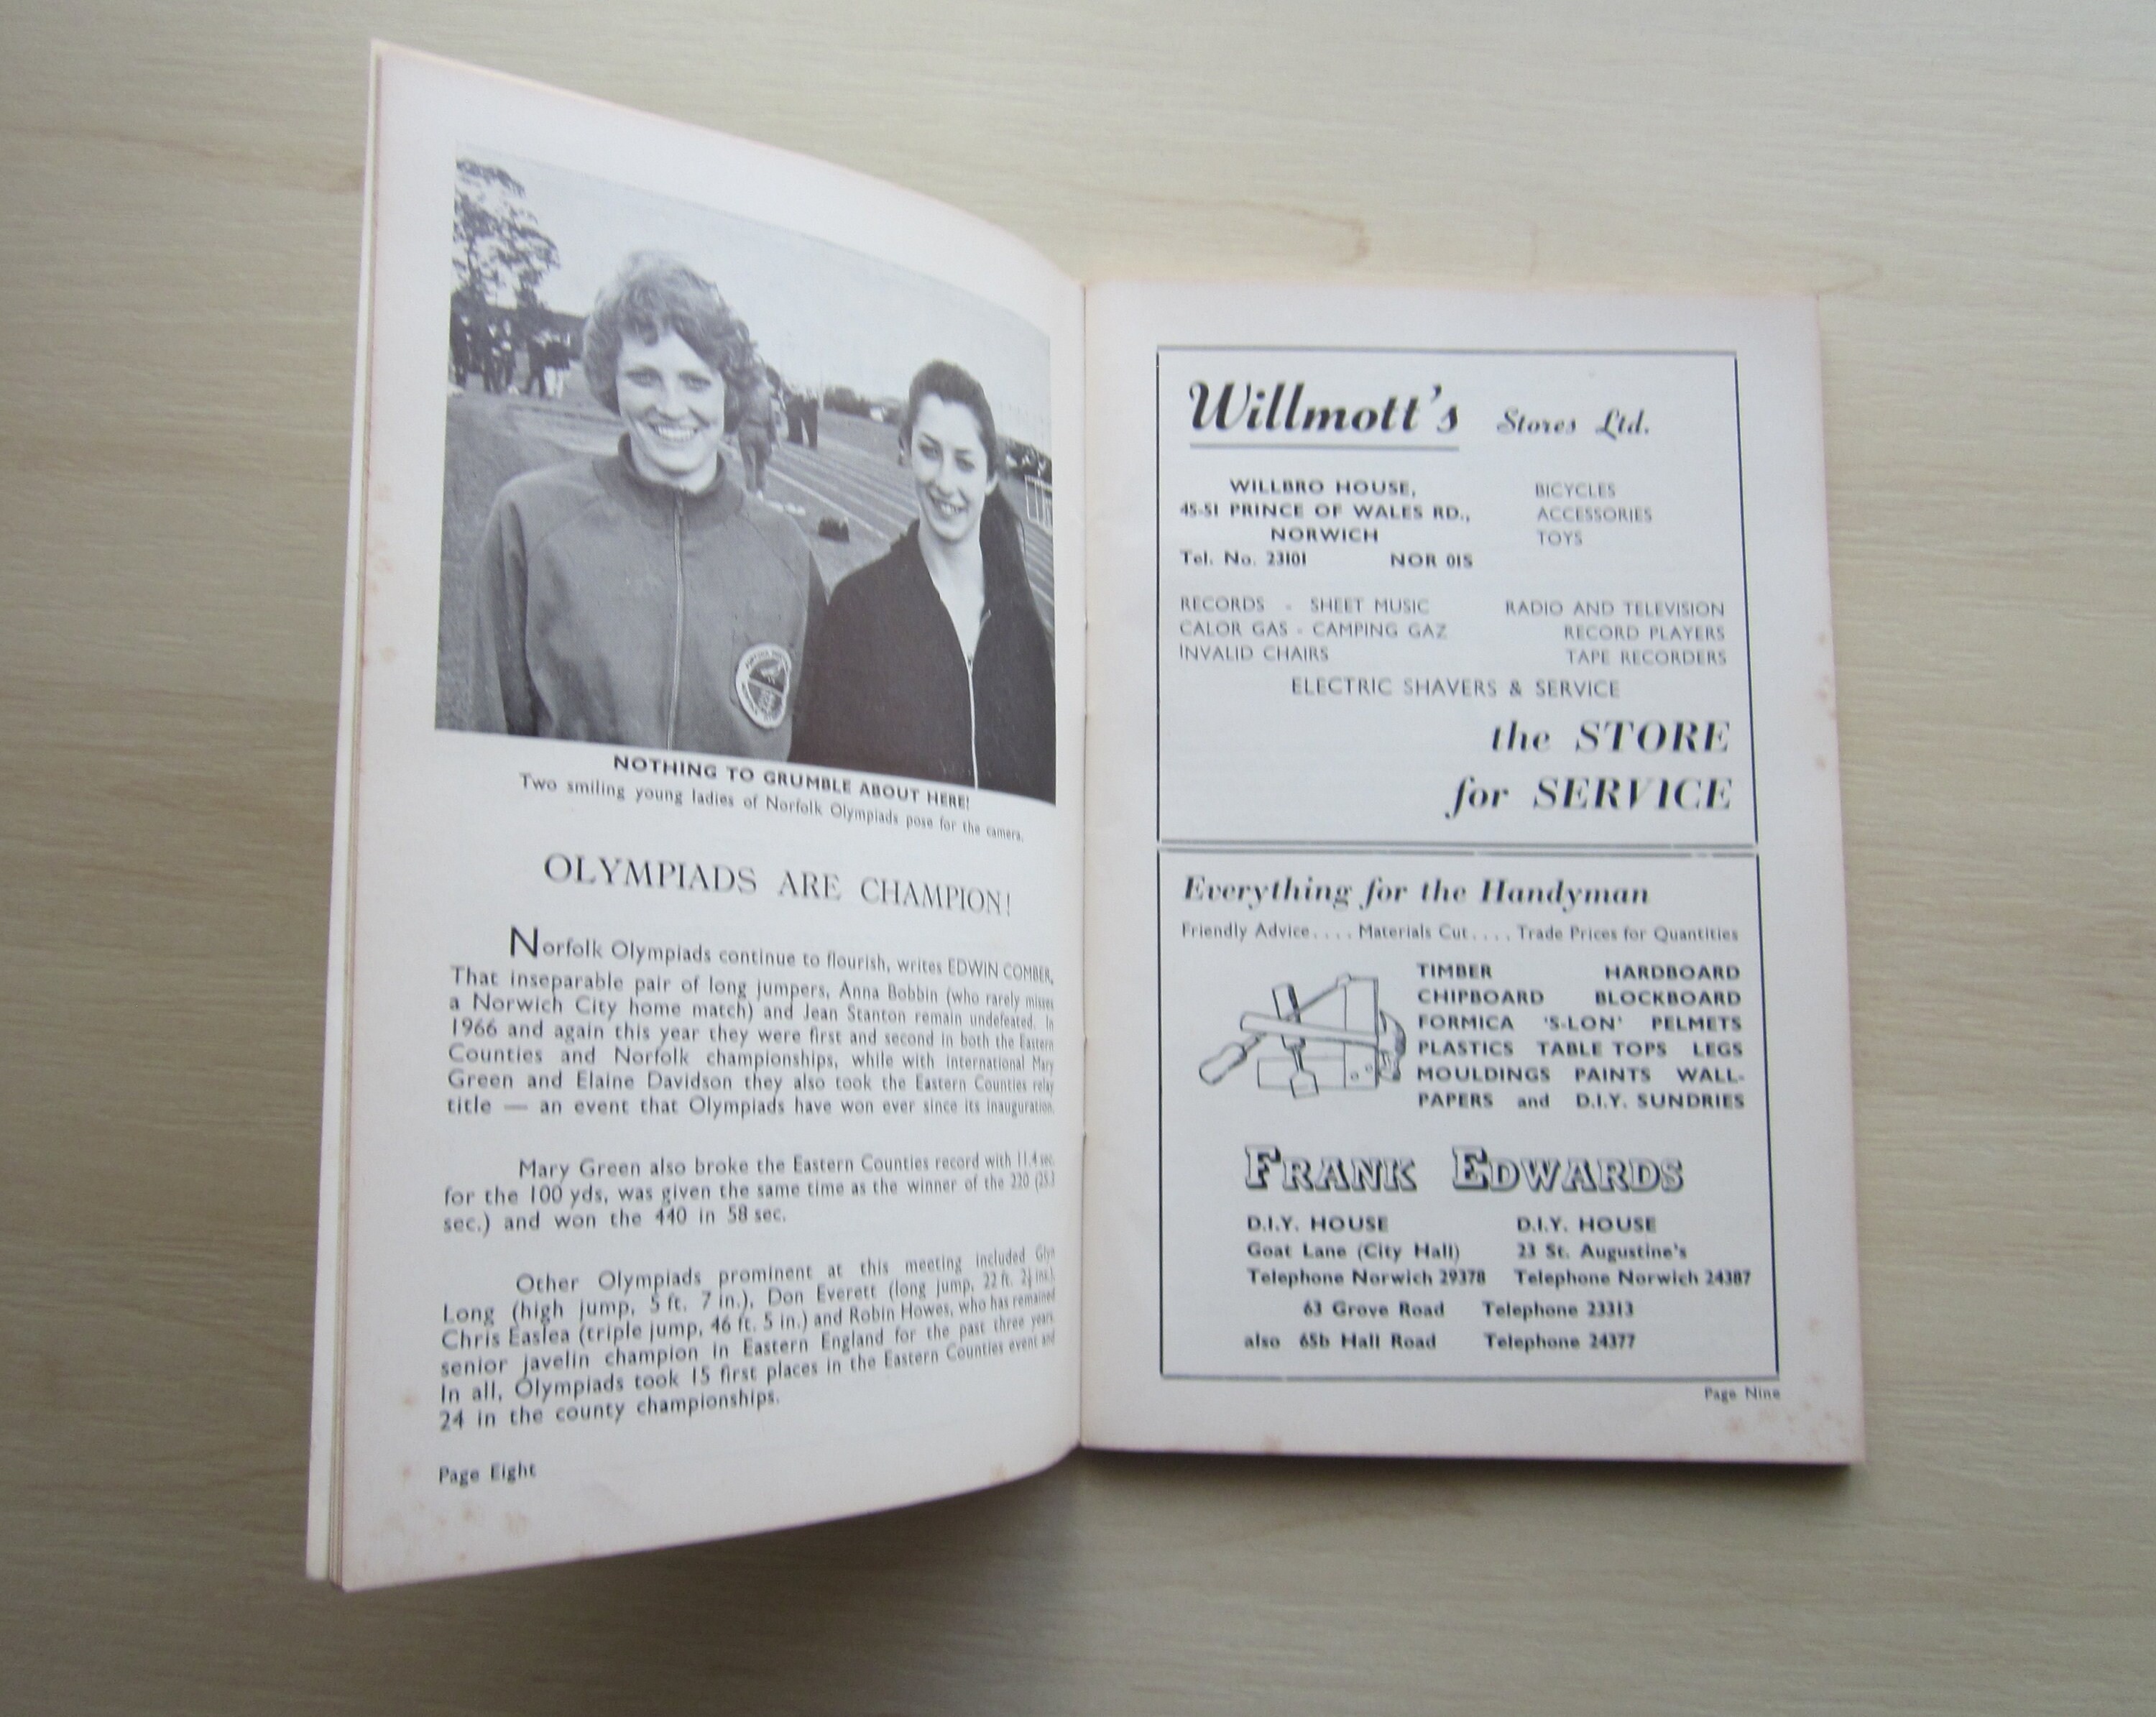 NOTHING TO GRUMBLE ABOUT HERE!
Two smiling young ladies of Norfolk Olympiads pose for the camera.
OLYMPIADS ARE CHAMPION!
Norfolk Olympiads continue to flourish, writes EDWIN COMBER.
That inseparable pair of long jumpers, Anna Bobbin (who rarely misses
a Norwich City home match) and Jean Stanton remain undefeated. In
1966 and again this year they were first and second in both the Eastern
Counties and Norfolk championships, while with international Mary
Green and Elaine Davidson they also took the Eastern Counties relay
title — an event that Olympiads have won ever since its inauguration.
Mary Green also broke the Eastern Counties record with 11.4 sec.
for the 100 yds, was given the same time as the winner of the 220 (25.3
sec.) and won the 440 in 58 sec.
Other Olympiads prominent at this meeting included Glyn
Long (high jump, 5 ft. 7 in.), Don Everett (long jump, 22 ft. 2½ ins.),
Chris Easlea (triple jump, 46 ft. 5 in.) and Robin Howes, who has remained
senior javelin champion in Eastern England for the past three years.
In all, Olympiads took 15 first places in the Eastern Counties event and
24 in the county championships.
Page Eight
Willmott's Stores Ltd.
WILLBRO HOUSE,
45-51 PRINCE OF WALES RD.,
NORWICH
Tel. No. 23101 NOR 01S
BICYCLES
ACCESSORIES
TOYS
RECORDS - SHEET MUSIC
CALOR GAS - CAMPING GAZ
INVALID CHAIRS
RADIO AND TELEVISION
RECORD PLAYERS
TAPE RECORDERS
ELECTRIC SHAVERS & SERVICE
the STORE
for SERVICE
Everything for the Handyman
Friendly Advice . . . . Materials Cut . . . . Trade Prices for Quantities
TIMBER HARDBOARD
CHIPBOARD BLOCKBOARD
FORMICA 'S-LON' PELMETS
PLASTICS TABLE TOPS LEGS
MOULDINGS PAINTS WALL-
PAPERS and D.I.Y. SUNDRIES
FRANK EDWARDS
D.I.Y. HOUSE
Goat Lane (City Hall)
Telephone Norwich 29378
D.I.Y. HOUSE
23 St. Augustine's
Telephone Norwich 24387
63 Grove Road Telephone 23313
also 65b Hall Road Telephone 24377
Page Nine